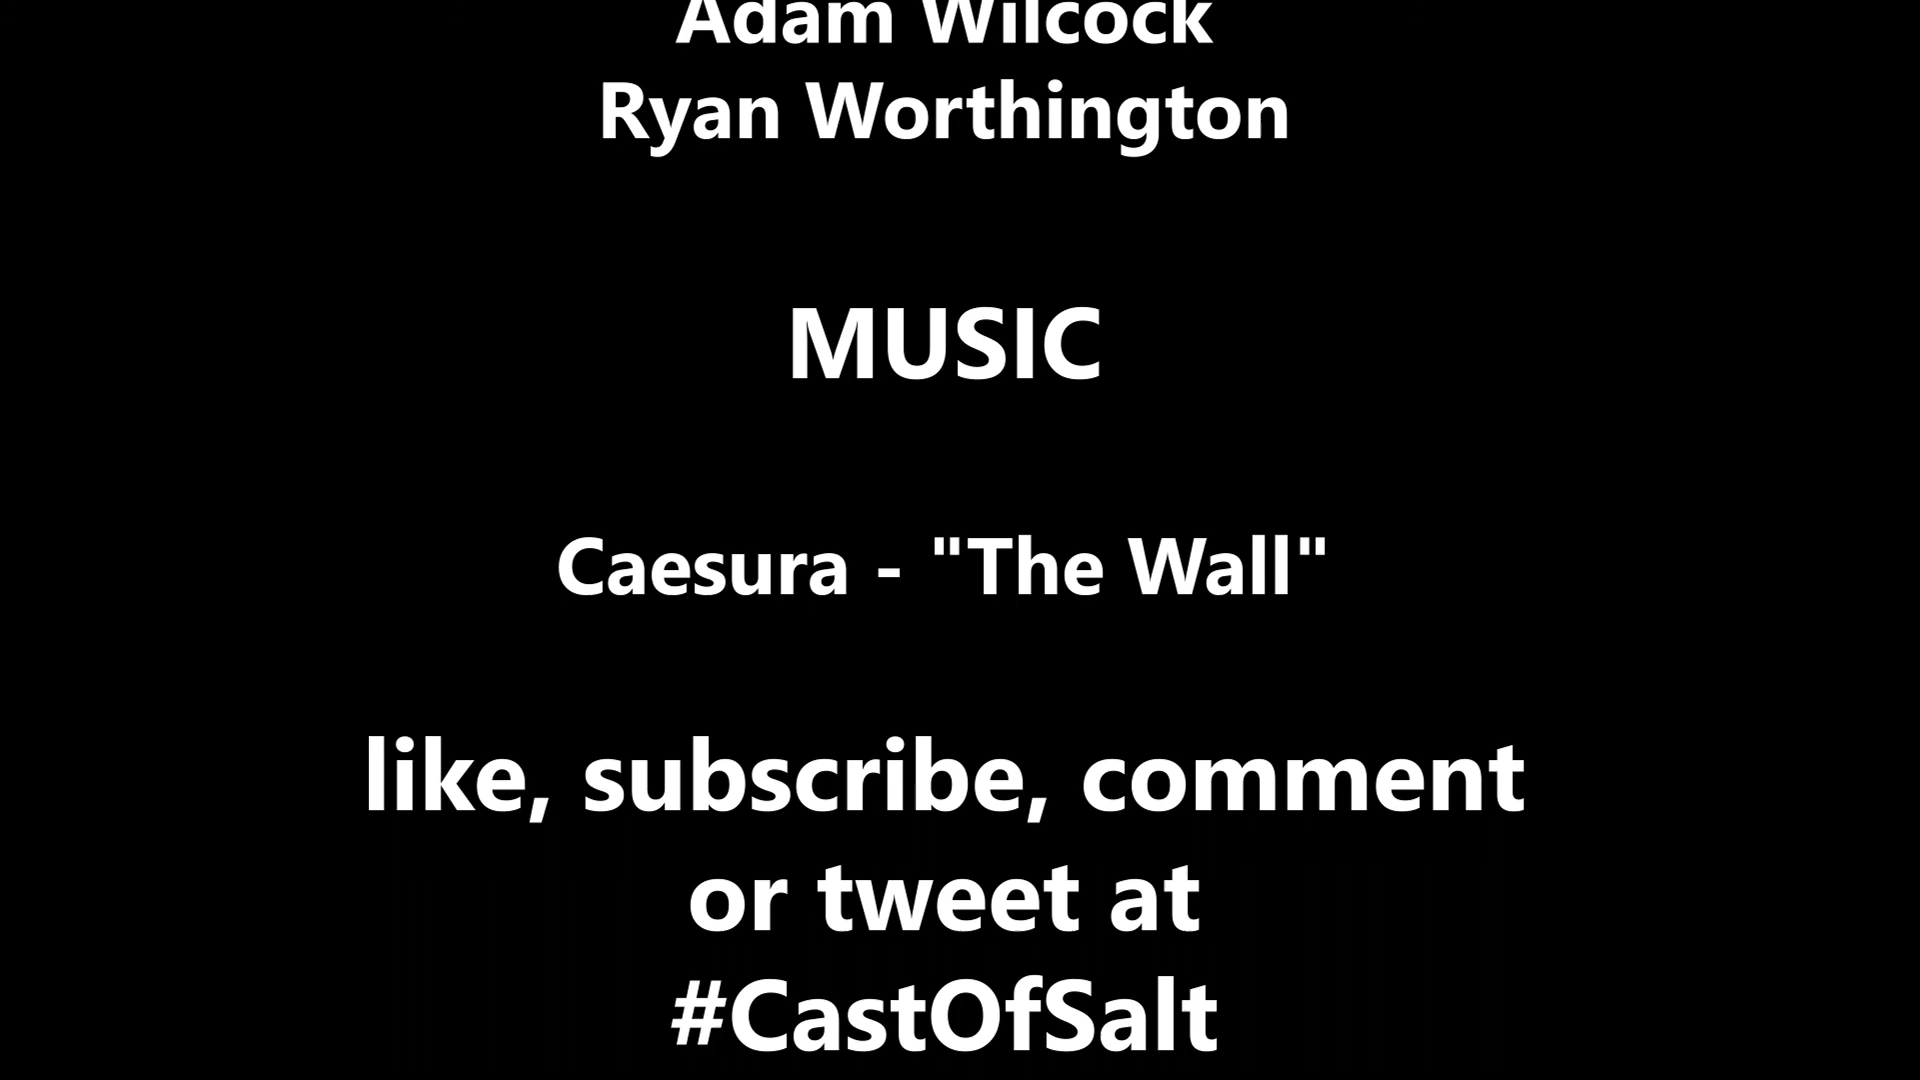 Adam Wilcock
Ryan Worthington
MUSIC
Caesura - "The Wall"
like, subscribe, comment
or tweet at
#CastOfSalt